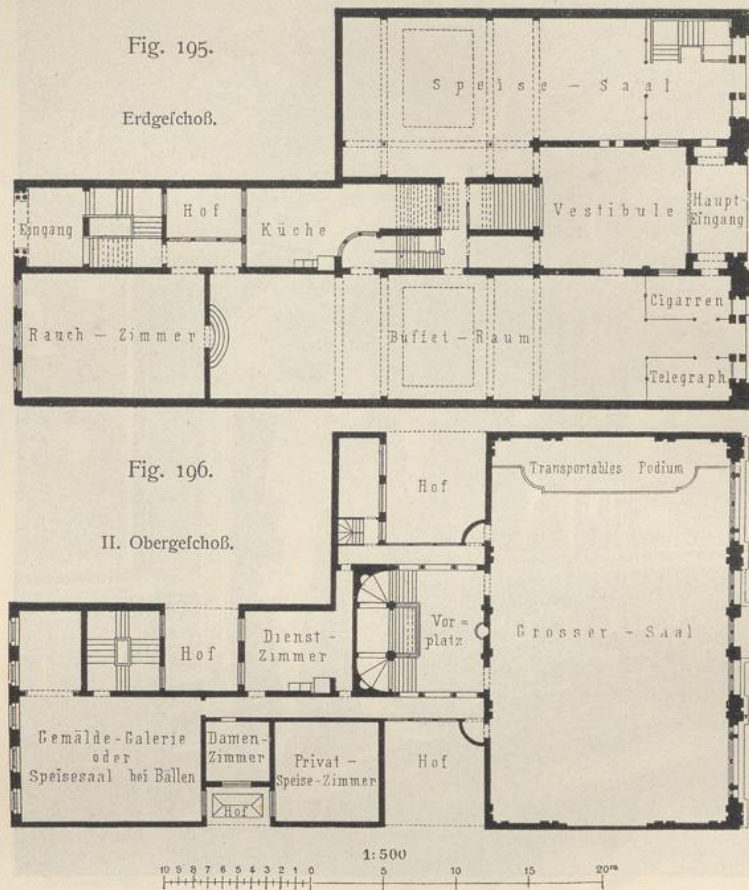 Fig. 195.
Erdgeſchoß.
Speise - Saal
Eingang
Hof
Küche
Vestibule
Haupt-
Eingang
Rauch - Zimmer
Buffet - Raum
Cigarren
Telegraph
Fig. 196.
II. Obergeſchoß.
Hof
Transportables Podium
Hof
Dienst-
Zimmer
Vor=
platz
Grosser - Saal
Gemälde-Galerie
oder
Speisesaal bei Bällen
Damen-
Zimmer
Hof
Privat -
Speise-Zimmer
Hof
1:500
10 9 8 7 6 5 4 3 2 1 0 5 10 15 20m